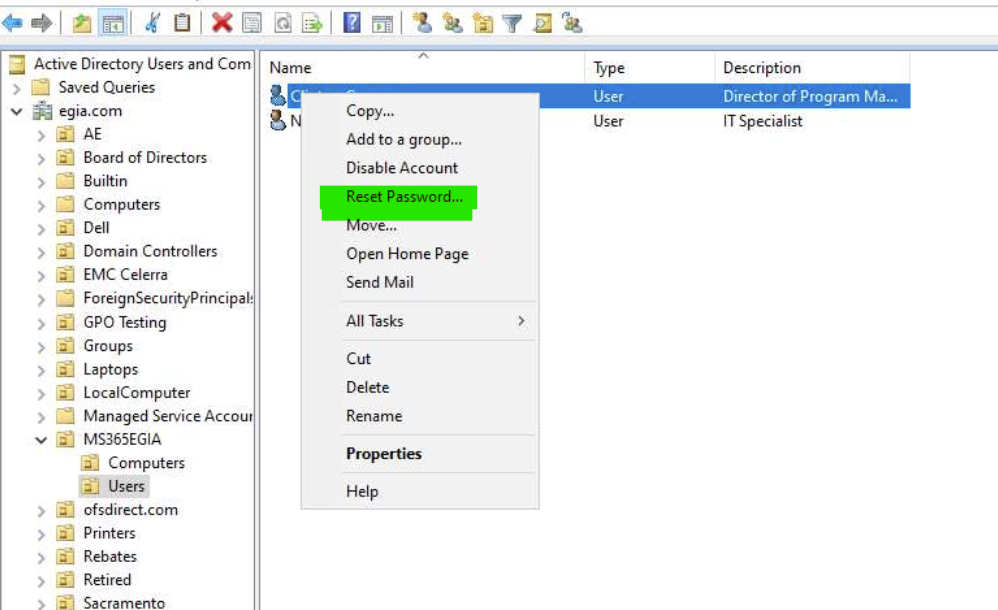 Active Directory Users and Com
Saved Queries
egia.com
AE
Board of Directors
Builtin
Computers
Dell
Domain Controllers
EMC Celerra
ForeignSecurityPrincipals
GPO Testing
Groups
Laptops
LocalComputer
Managed Service Accour
MS365EGIA
Computers
Users
ofsdirect.com
Printers
Rebates
Retired
Sacramento
Name Type Description
User Director of Program Ma...
N User IT Specialist
Copy...
Add to a group...
Disable Account
Reset Password...
Move...
Open Home Page
Send Mail
All Tasks
Cut
Delete
Rename
Properties
Help